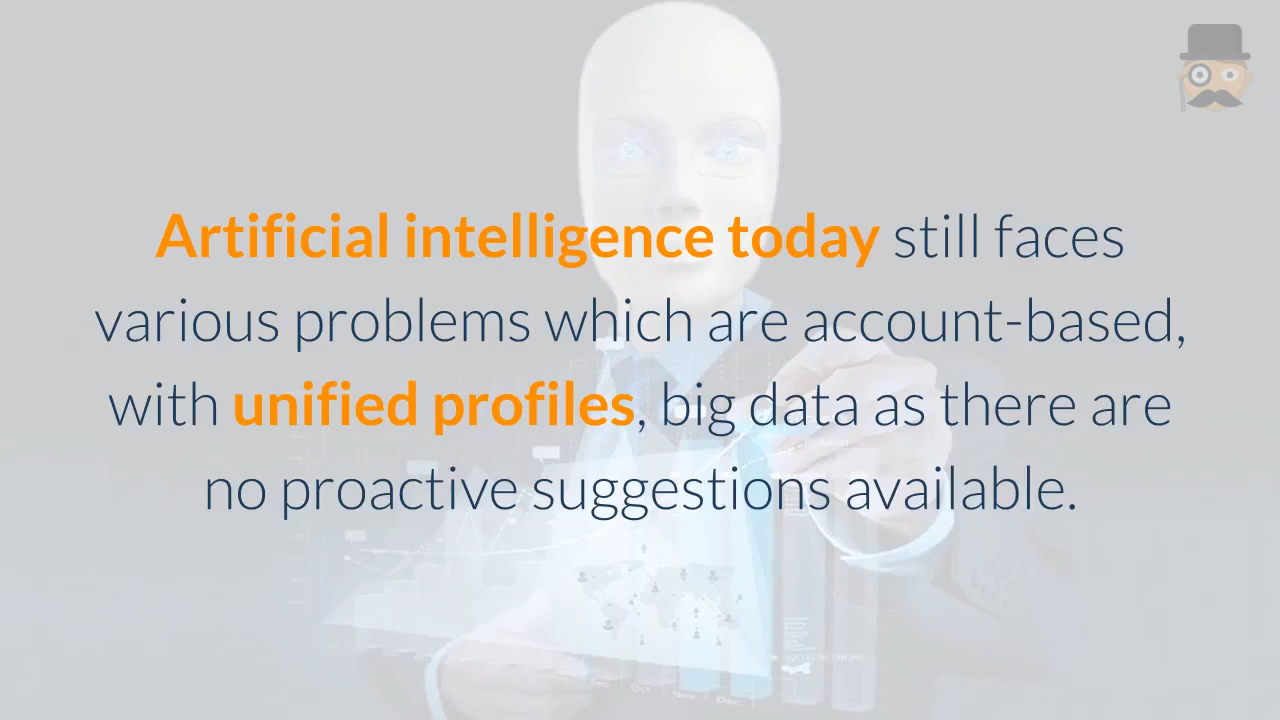 Artificial intelligence today still faces
various problems which are account-based,
with unified profiles, big data as there are
no proactive suggestions available.